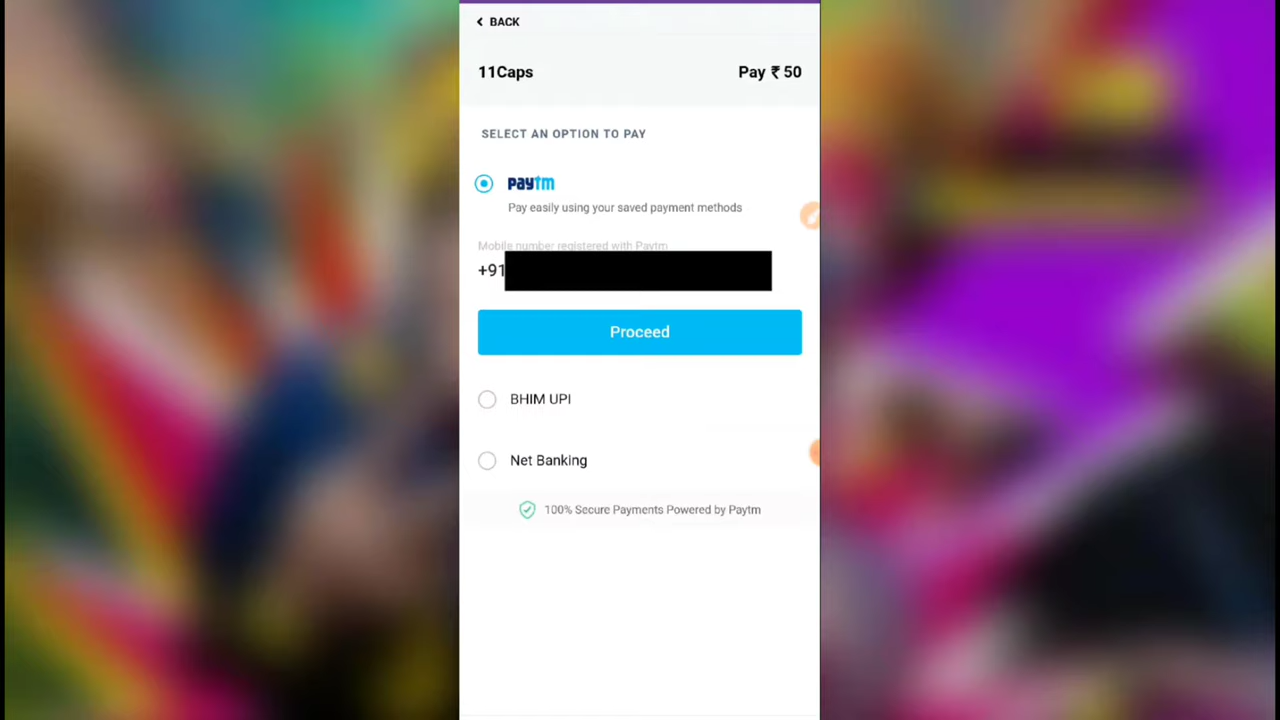 BACK
11Caps
Pay ₹ 50
SELECT AN OPTION TO PAY
paytm
Pay easily using your saved payment methods
Mobile number registered with Paytm
+91
Proceed
BHIM UPI
Net Banking
100% Secure Payments Powered by Paytm